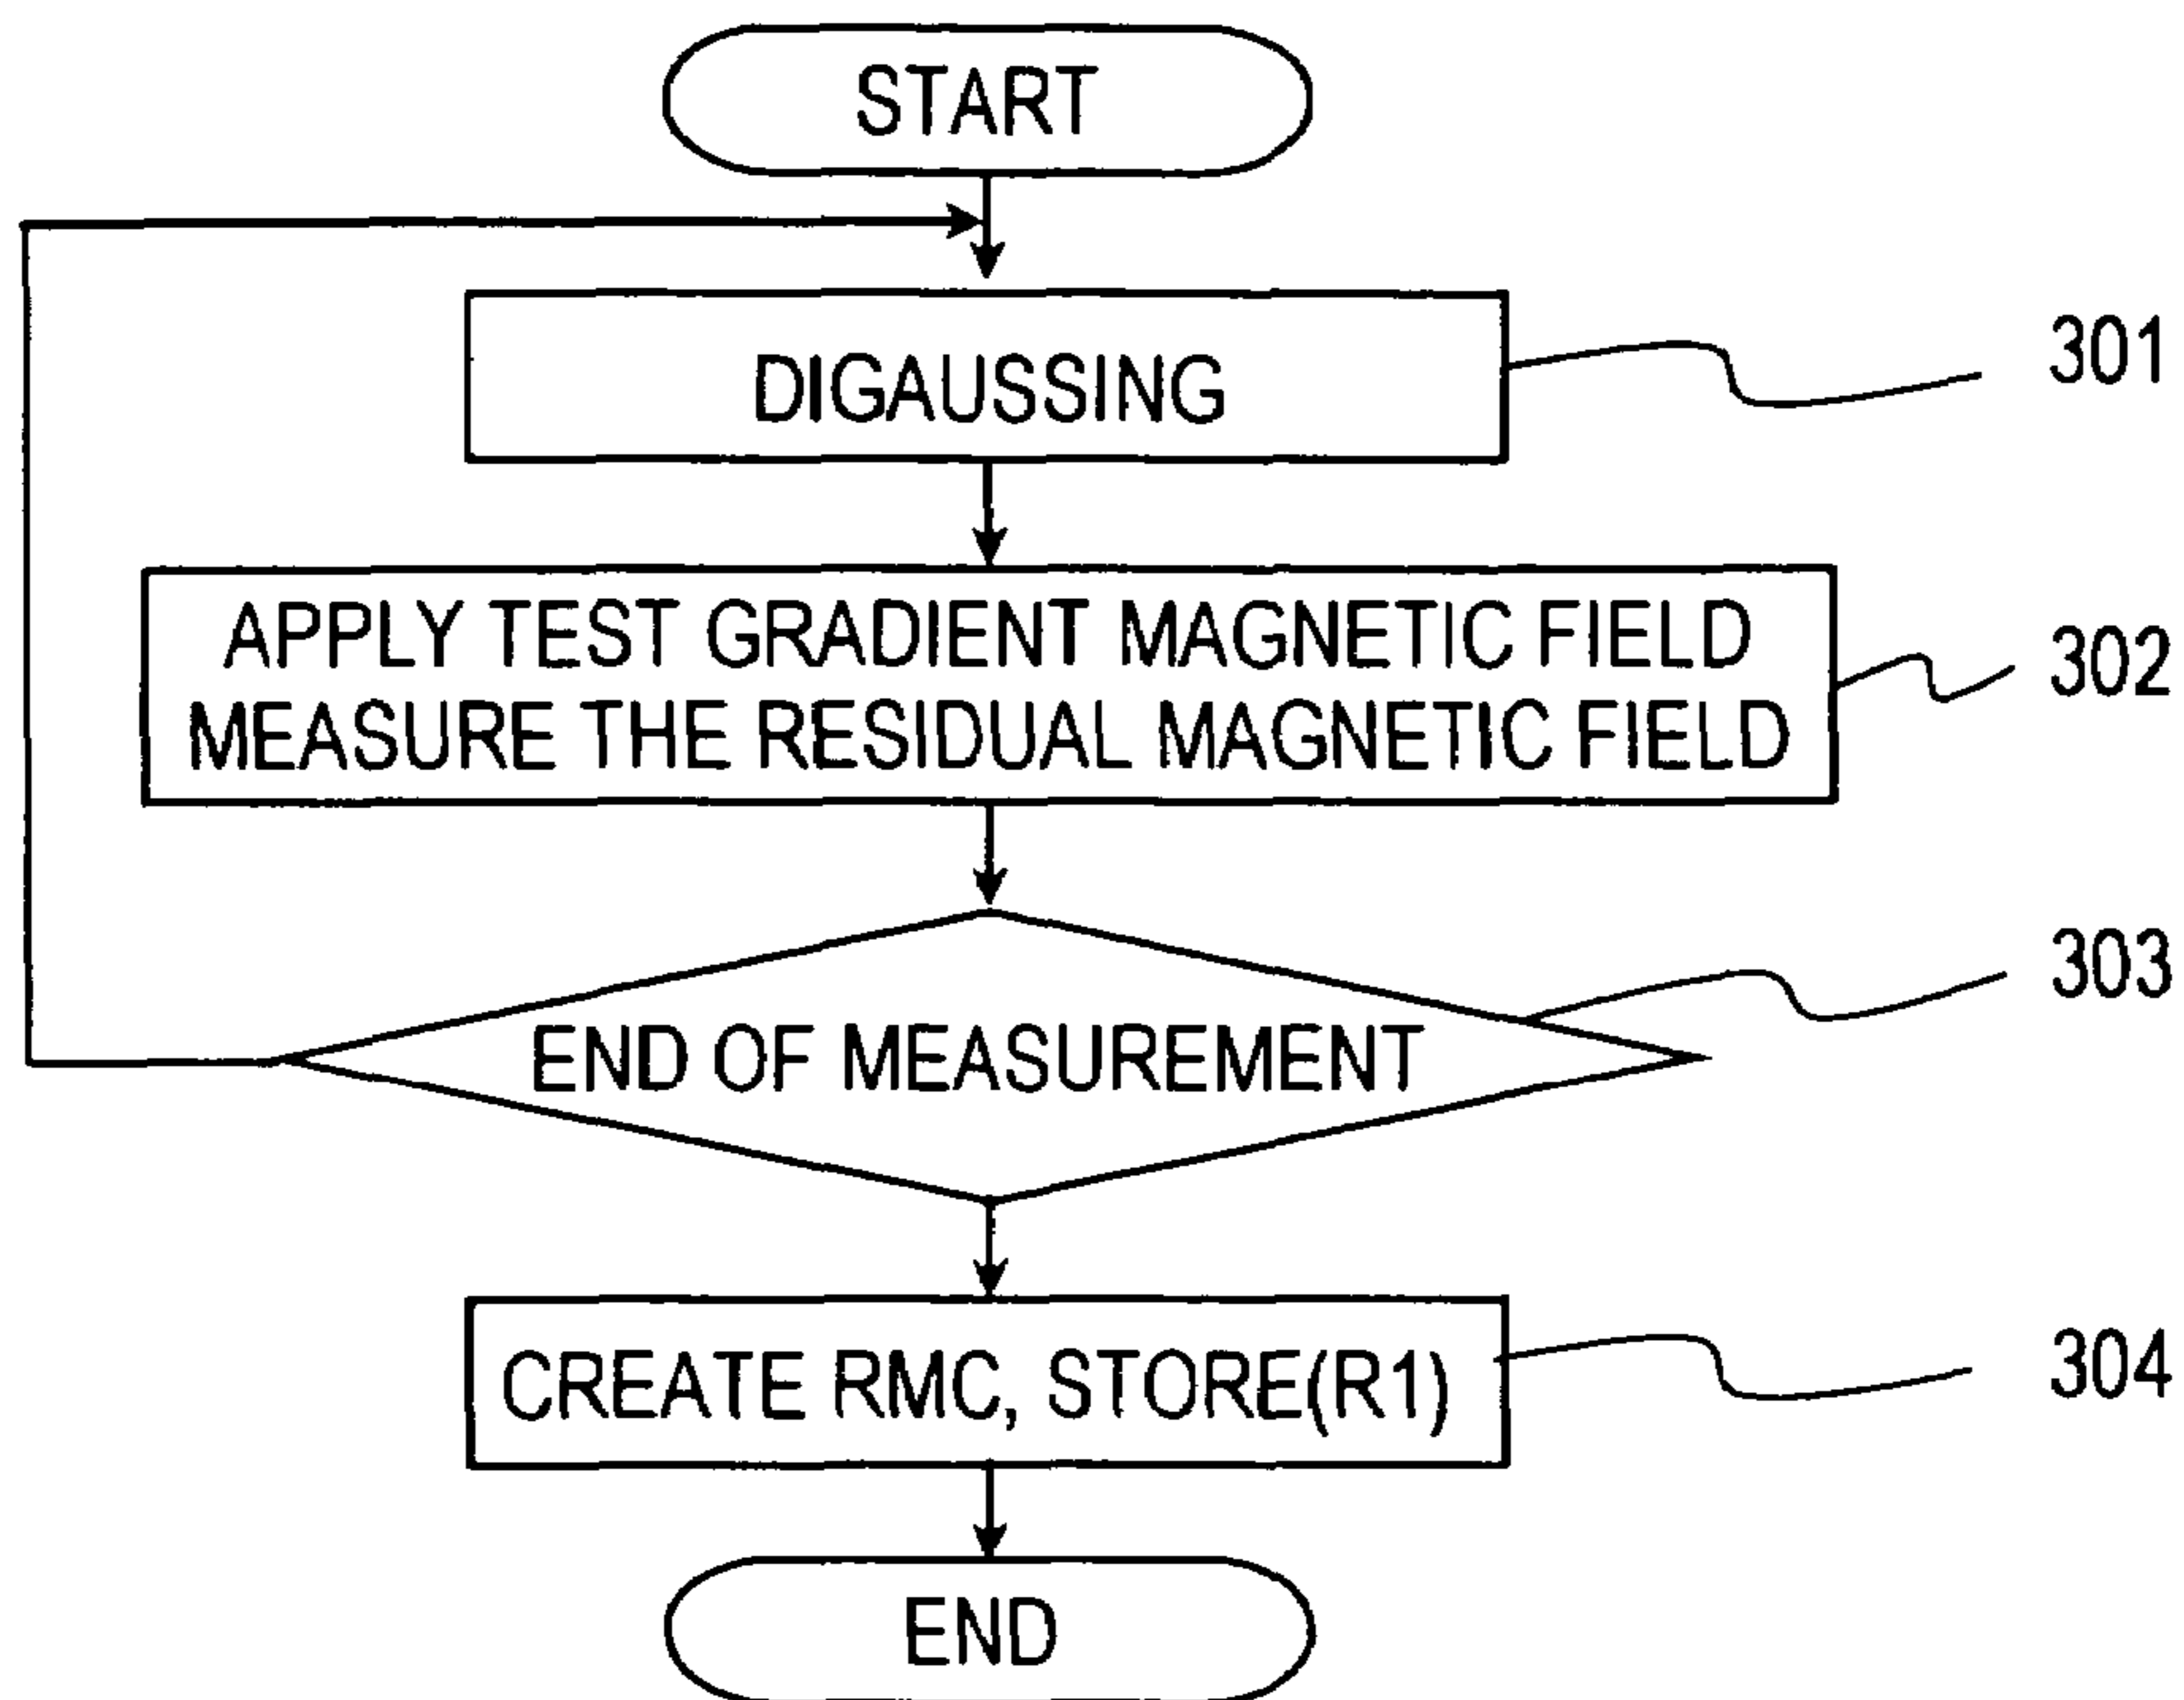 START
DIGAUSSING
301
APPLY TEST GRADIENT MAGNETIC FIELD
MEASURE THE RESIDUAL MAGNETIC FIELD
302
END OF MEASUREMENT
303
CREATE RMC, STORE(R1)
304
END